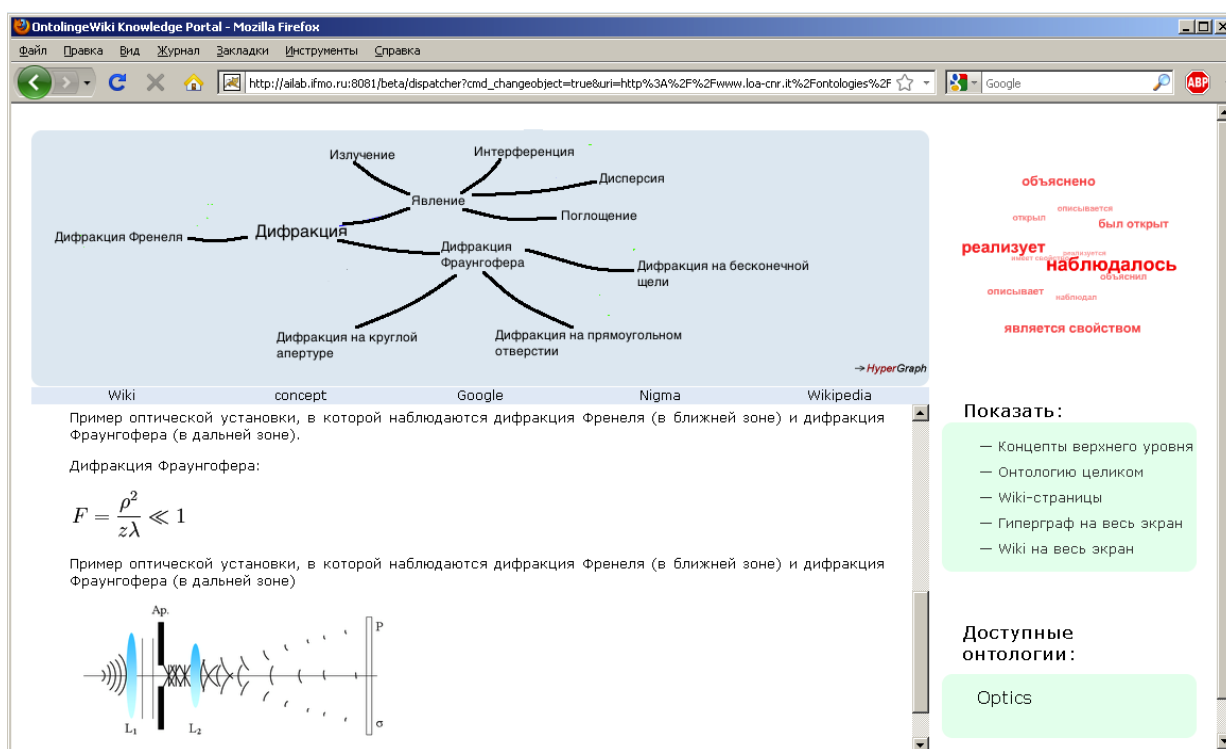 OntolingeWiki Knowledge Portal - Mozilla Firefox
Файл Правка Вид Журнал Закладки Инструменты Справка
http://ailab.ifmo.ru:8081/beta/dispatcher?cmd_changeobject=true&uri=http%3A%2F%2Fwww.loa-cnr.it%2Fontologies%2F
Google
ABP
Излучение
Интерференция
Дисперсия
Явление
Поглощение
Дифракция Френеля
Дифракция
Дифракция
Фраунгофера
Дифракция на бесконечной
щели
Дифракция на круглой
апертуре
Дифракция на прямоугольном
отверстии
->HyperGraph
объяснено
описывается
открыл
был открыт
реализует
реализуется
имеет свойство
наблюдалось
объяснил
описывает
наблюдал
является свойством
Wiki concept Google Nigma Wikipedia
Пример оптической установки, в которой наблюдаются дифракция Френеля (в ближней зоне) и дифракция
Фраунгофера (в дальней зоне).
Дифракция Фраунгофера:
F = ρ²/zλ ≪ 1
Пример оптической установки, в которой наблюдаются дифракция Френеля (в ближней зоне) и дифракция
Фраунгофера (в дальней зоне)
Ap.
P
L₁ L₂ σ
Показать:
— Концепты верхнего уровня
— Онтологию целиком
— Wiki-страницы
— Гиперграф на весь экран
— Wiki на весь экран
Доступные
онтологии:
Optics